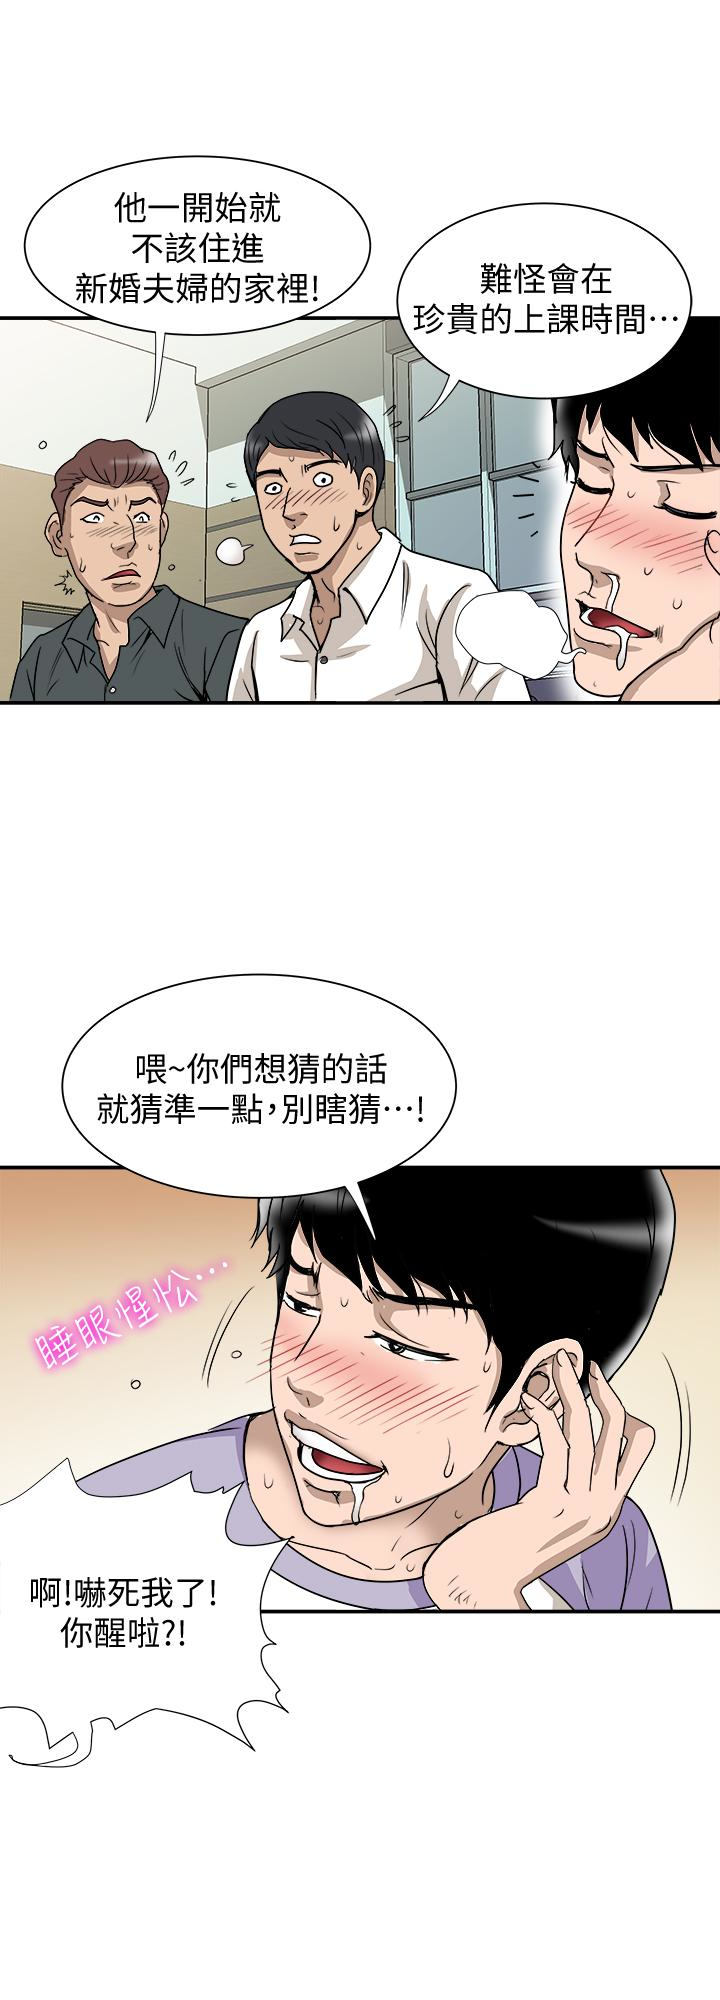 他一開始就
不該住進
新婚夫婦的家裡!
難怪會在
珍貴的上課時間…
喂~你們想猜的話
就猜準一點，別瞎猜…!
睡眼惺忪…
啊!嚇死我了!
你醒啦?!